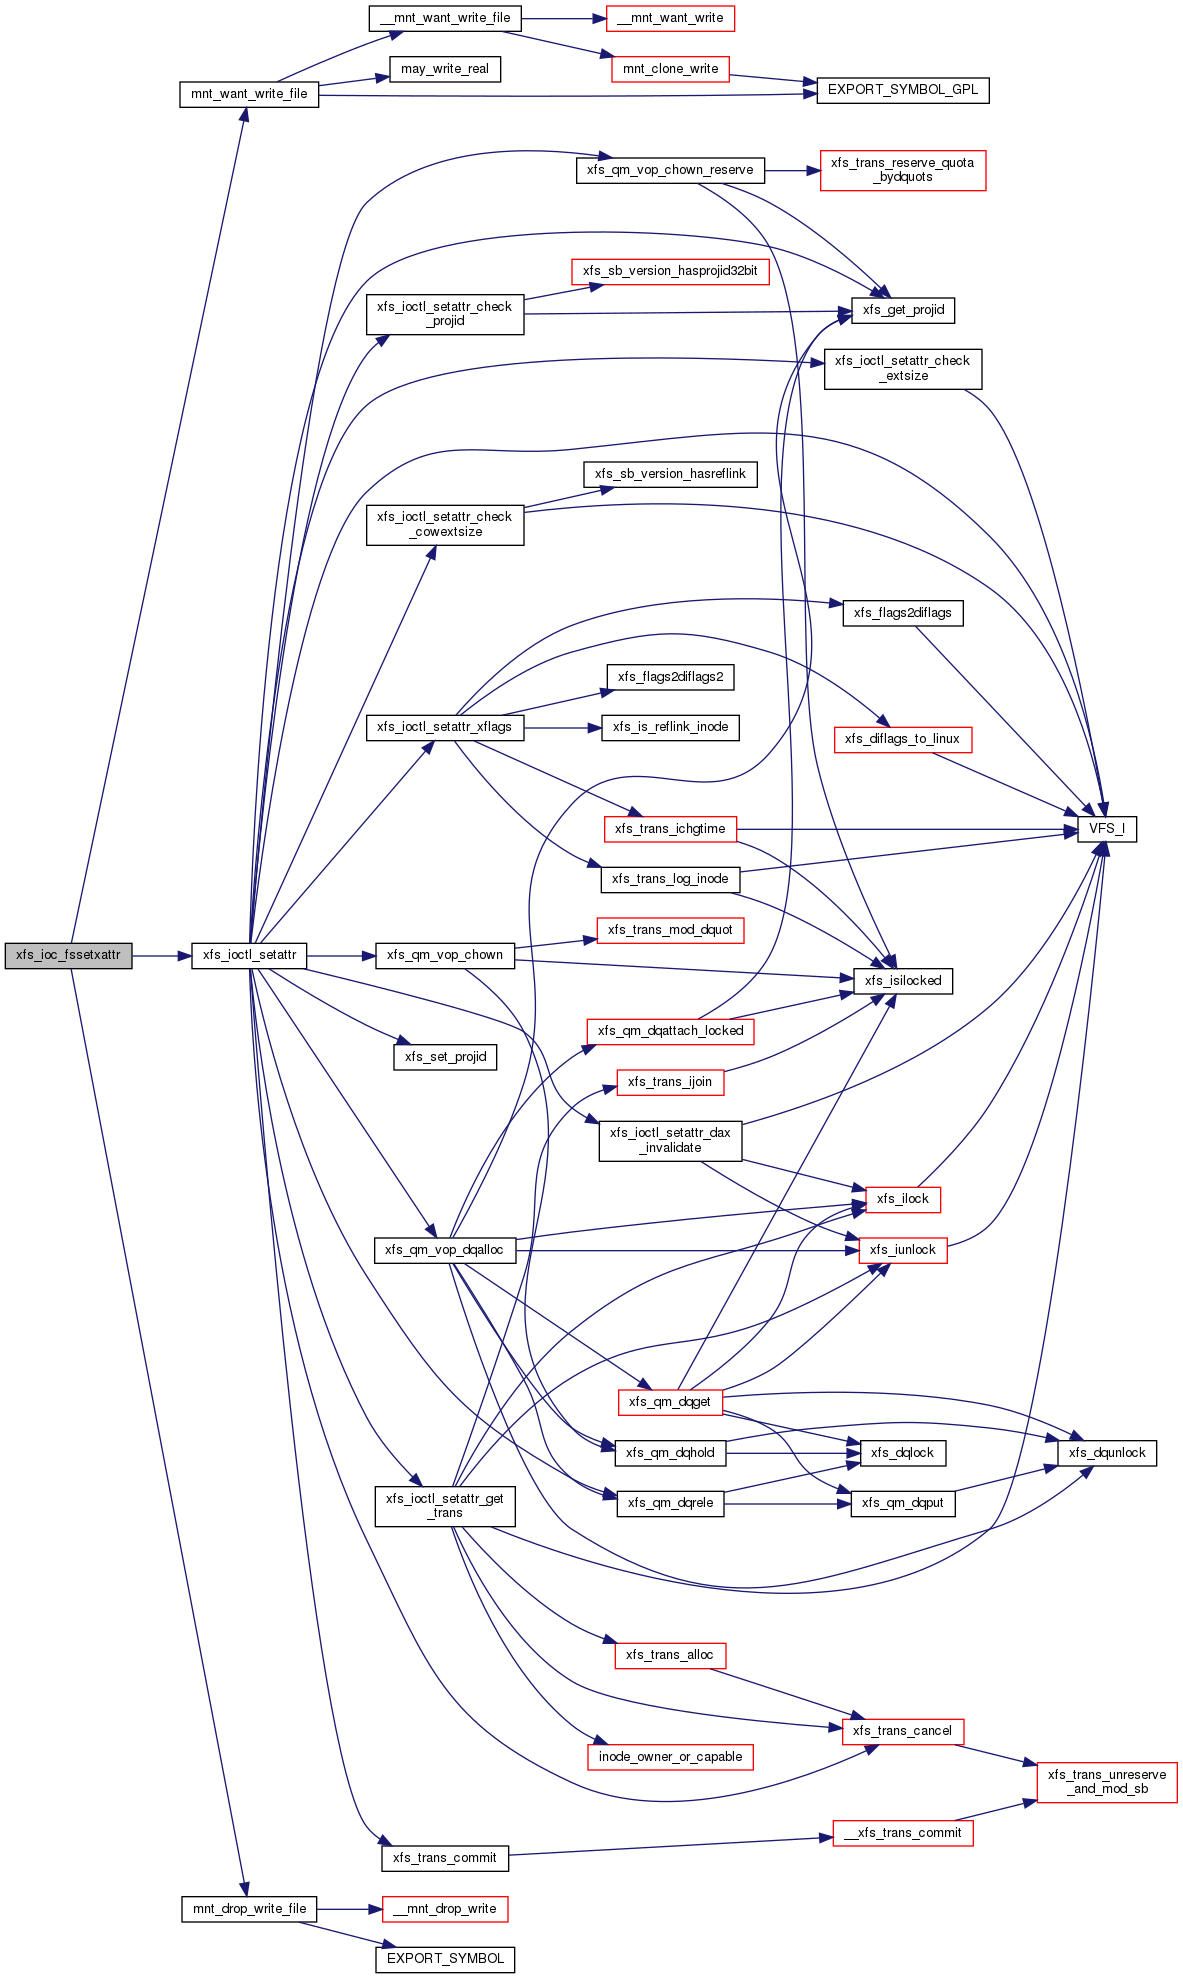 __mnt_want_write_file
__mnt_want_write
may_write_real
mnt_clone_write
mnt_want_write_file
EXPORT_SYMBOL_GPL
xfs_qm_vop_chown_reserve
xfs_trans_reserve_quota
_bydquots
xfs_sb_version_hasprojid32bit
xfs_ioctl_setattr_check
_projid
xfs_get_projid
xfs_ioctl_setattr_check
_extsize
xfs_sb_version_hasreflink
xfs_ioctl_setattr_check
_cowextsize
xfs_flags2diflags
xfs_flags2diflags2
xfs_ioctl_setattr_xflags
xfs_is_reflink_inode
xfs_diflags_to_linux
xfs_trans_ichgtime
VFS_I
xfs_trans_log_inode
xfs_trans_mod_dquot
xfs_ioc_fssetxattr
xfs_ioctl_setattr
xfs_qm_vop_chown
xfs_isilocked
xfs_qm_dqattach_locked
xfs_set_projid
xfs_trans_ijoin
xfs_ioctl_setattr_dax
_invalidate
xfs_ilock
xfs_qm_vop_dqalloc
xfs_iunlock
xfs_qm_dqget
xfs_qm_dqhold
xfs_dqlock
xfs_dqunlock
xfs_ioctl_setattr_get
_trans
xfs_qm_dqrele
xfs_qm_dqput
xfs_trans_alloc
xfs_trans_cancel
inode_owner_or_capable
xfs_trans_unreserve
_and_mod_sb
__xfs_trans_commit
xfs_trans_commit
mnt_drop_write_file
__mnt_drop_write
EXPORT_SYMBOL